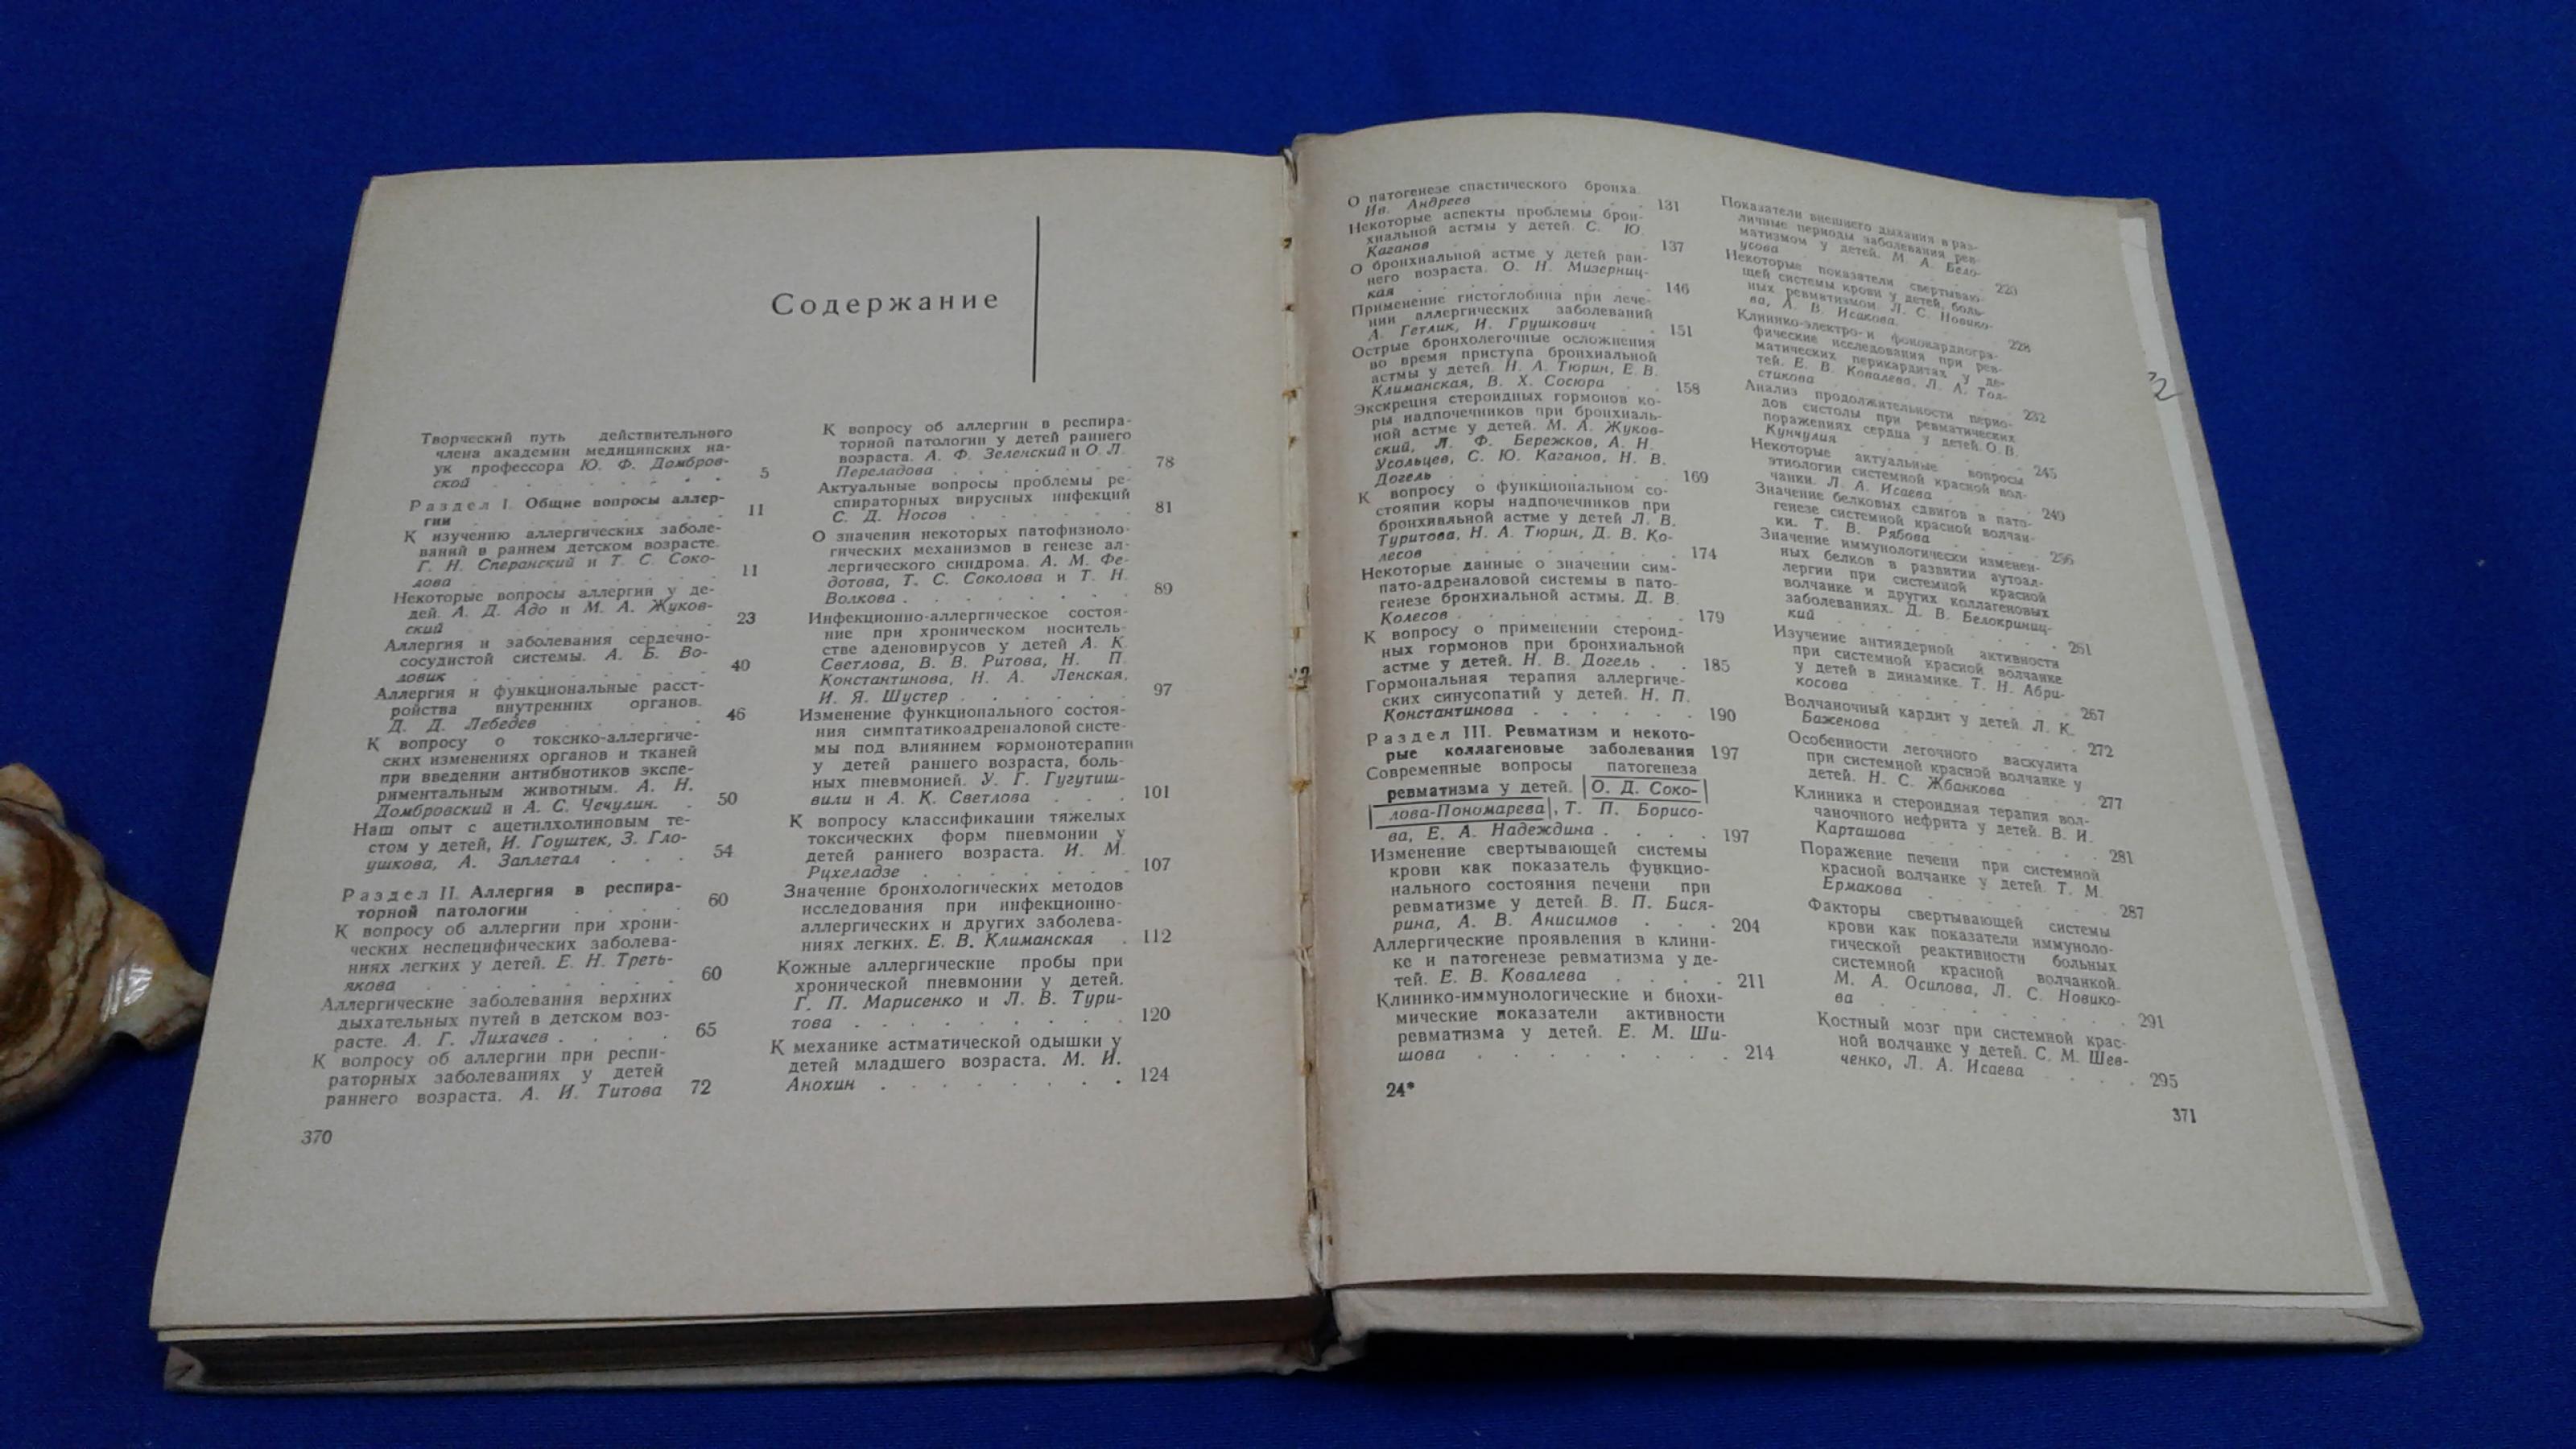 Содержание
Творческий путь действительного
члена академии медицинских на-
ук профессора Ю. Ф. Домбров-
ской . . . . . . . 5
Раздел I. Общие вопросы аллер-
гии . . . . . . . 11
К изучению аллергических заболе-
ваний в раннем детском возрасте.
Г. Н. Сперанский и Т. С. Соко-
лова . . . . . . . 11
Некоторые вопросы аллергии у де-
дей. А. Д. Адо и М. А. Жуков-
ский . . . . . . . 23
Аллергия и заболевания сердечно-
сосудистой системы. А. Б. Во-
ловик . . . . . . . 40
Аллергия и функциональные расст-
ройства внутренних органов.
Д. Д. Лебедев . . . . . 46
К вопросу о токсико-аллергиче-
ских изменениях органов и тканей
при введении антибиотиков экспе-
риментальным животным. А. Н.
Домбровский и А. С. Чечулин. . 50
Наш опыт с ацетилхолиновым те-
стом у детей, И. Гоуштек, З. Гло-
ушкова, А. Заплетал . . . 54
Раздел II. Аллергия в респира-
торной патологии . . . . 60
К вопросу об аллергии при хрони-
ческих неспецифических заболева-
ниях легких у детей. Е. Н. Треть-
якова . . . . . . . 60
Аллергические заболевания верхних
дыхательных путей в детском воз-
расте. А. Г. Лихачев . . . . 65
К вопросу об аллергии при респи-
раторных заболеваниях у детей
раннего возраста. А. И. Титова 72
370
К вопросу об аллергии в респира-
торной патологии у детей раннего
возраста. А. Ф. Зеленский и О. Л.
Переладова . . . . . . 78
Актуальные вопросы проблемы ре-
спираторных вирусных инфекций
С. Д. Носов . . . . . . 81
О значении некоторых патофизиоло-
гических механизмов в генезе ал-
лергического синдрома. А. М. Фе-
дотова, Т. С. Соколова и Т. Н.
Волкова . . . . . . . 89
Инфекционно-аллергическое состоя-
ние при хроническом носитель-
стве аденовирусов у детей А. К.
Светлова, В. В. Ритова, Н. П.
Константинова, Н. А. Ленская,
И. Я. Шустер . . . . . 97
Изменение функционального состоя-
ния симптатикоадреналовой систе-
мы под влиянием гормонотерапии
у детей раннего возраста, боль-
ных пневмонией. У. Г. Гугутиш-
вили и А. К. Светлова . . . 101
К вопросу классификации тяжелых
токсических форм пневмонии у
детей раннего возраста. И. М.
Рцхеладзе . . . . . . . 107
Значение бронхологических методов
исследования при инфекционно-
аллергических и других заболева-
ниях легких. Е. В. Климанская . 112
Кожные аллергические пробы при
хронической пневмонии у детей.
Г. П. Марисенко и Л. В. Тури-
това . . . . . . . . 120
К механике астматической одышки у
детей младшего возраста. М. И.
Анохин . . . . . . . 124
О патогенезе спастического бронха.
Ив. Андреев . . . . . 131
Некоторые аспекты проблемы брон-
хиальной астмы у детей. С. Ю.
Каганов . . . . . . 137
О бронхиальной астме у детей ран-
него возраста. О. Н. Мизерниц-
кая . . . . . . . 146
Применение гистоглобина при лече-
нии аллергических заболеваний
А. Гетлик, И. Грушкович . . 151
Острые бронхолегочные осложнения
во время приступа бронхиальной
астмы у детей. Н. А. Тюрин, Е. В.
Климанская, В. Х. Сосюра . . 158
Экскреция стероидных гормонов ко-
ры надпочечников при бронхиаль-
ной астме у детей. М. А. Жуков-
ский, Л. Ф. Бережков, А. Н.
Усольцев, С. Ю. Каганов, Н. В.
Догель . . . . . . . 169
К вопросу о функциональном со-
стоянии коры надпочечников при
бронхиальной астме у детей Л. В.
Туритова, Н. А. Тюрин, Д. В. Ко-
лесов . . . . . . . 174
Некоторые данные о значении сим-
пато-адреналовой системы в пато-
генезе бронхиальной астмы. Д. В.
Колесов . . . . . . . 179
К вопросу о применении стероид-
ных гормонов при бронхиальной
астме у детей. Н. В. Догель . . 185
Гормональная терапия аллергиче-
ских синусопатий у детей. Н. П.
Константинова . . . . . . 190
Раздел III. Ревматизм и некото-
рые коллагеновые заболевания 197
Современные вопросы патогенеза
ревматизма у детей. О. Д. Соко-
лова-Пономарева, Т. П. Борисо-
ва, Е. А. Надеждина . . . . 197
Изменение свертывающей системы
крови как показатель функцио-
нального состояния печени при
ревматизме у детей. В. П. Бися-
рина, А. В. Анисимов . . . 204
Аллергические проявления в клини-
ке и патогенезе ревматизма у де-
тей. Е. В. Ковалева . . . . 211
Клинико-иммунологические и биохи-
мические показатели активности
ревматизма у детей. Е. М. Ши-
шова . . . . . . . . 214
24*
Показатели внешнего дыхания в раз-
личные периоды заболевания рев-
матизмом у детей. М. А. Бело-
усова . . . . . . . 220
Некоторые показатели свертываю-
щей системы крови у детей, боль-
ных ревматизмом. Л. С. Новико-
ва, А. В. Исакова. . . . . 228
Клинико-электро- и фонокардиогра-
фические исследования при рев-
матических перикардитах у де-
тей. Е. В. Ковалева, Л. А. Тол-
стикова . . . . . . 232
Анализ продолжительности перио-
дов систолы при ревматических
поражениях сердца у детей. О. В.
Кунчулия . . . . . . 245
Некоторые актуальные вопросы
этиологии системной красной вол-
чанки. Л. А. Исаева . . . . 249
Значение белковых сдвигов в пато-
генезе системной красной волчан-
ки. Т. В. Рябова . . . . 256
Значение иммунологически изменен-
ных белков в развитии аутоал-
лергии при системной красной
волчанке и других коллагеновых
заболеваниях. Д. В. Белокриниц-
кий . . . . . . . 261
Изучение антиядерной активности
при системной красной волчанке
у детей в динамике. Т. Н. Абри-
косова . . . . . . 267
Волчаночный кардит у детей. Л. К.
Баженова . . . . . . 272
Особенности легочного васкулита
при системной красной волчанке у
детей. Н. С. Жбанкова . . . 277
Клиника и стероидная терапия вол-
чаночного нефрита у детей. В. И.
Карташова . . . . . . 281
Поражение печени при системной
красной волчанке у детей. Т. М.
Ермакова . . . . . . 287
Факторы свертывающей системы
крови как показатели иммуноло-
гической реактивности больных
системной красной волчанкой.
М. А. Осипова, Л. С. Новико-
ва . . . . . . . 291
Костный мозг при системной крас-
ной волчанке у детей. С. М. Шев-
ченко, Л. А. Исаева . . . . 295
371